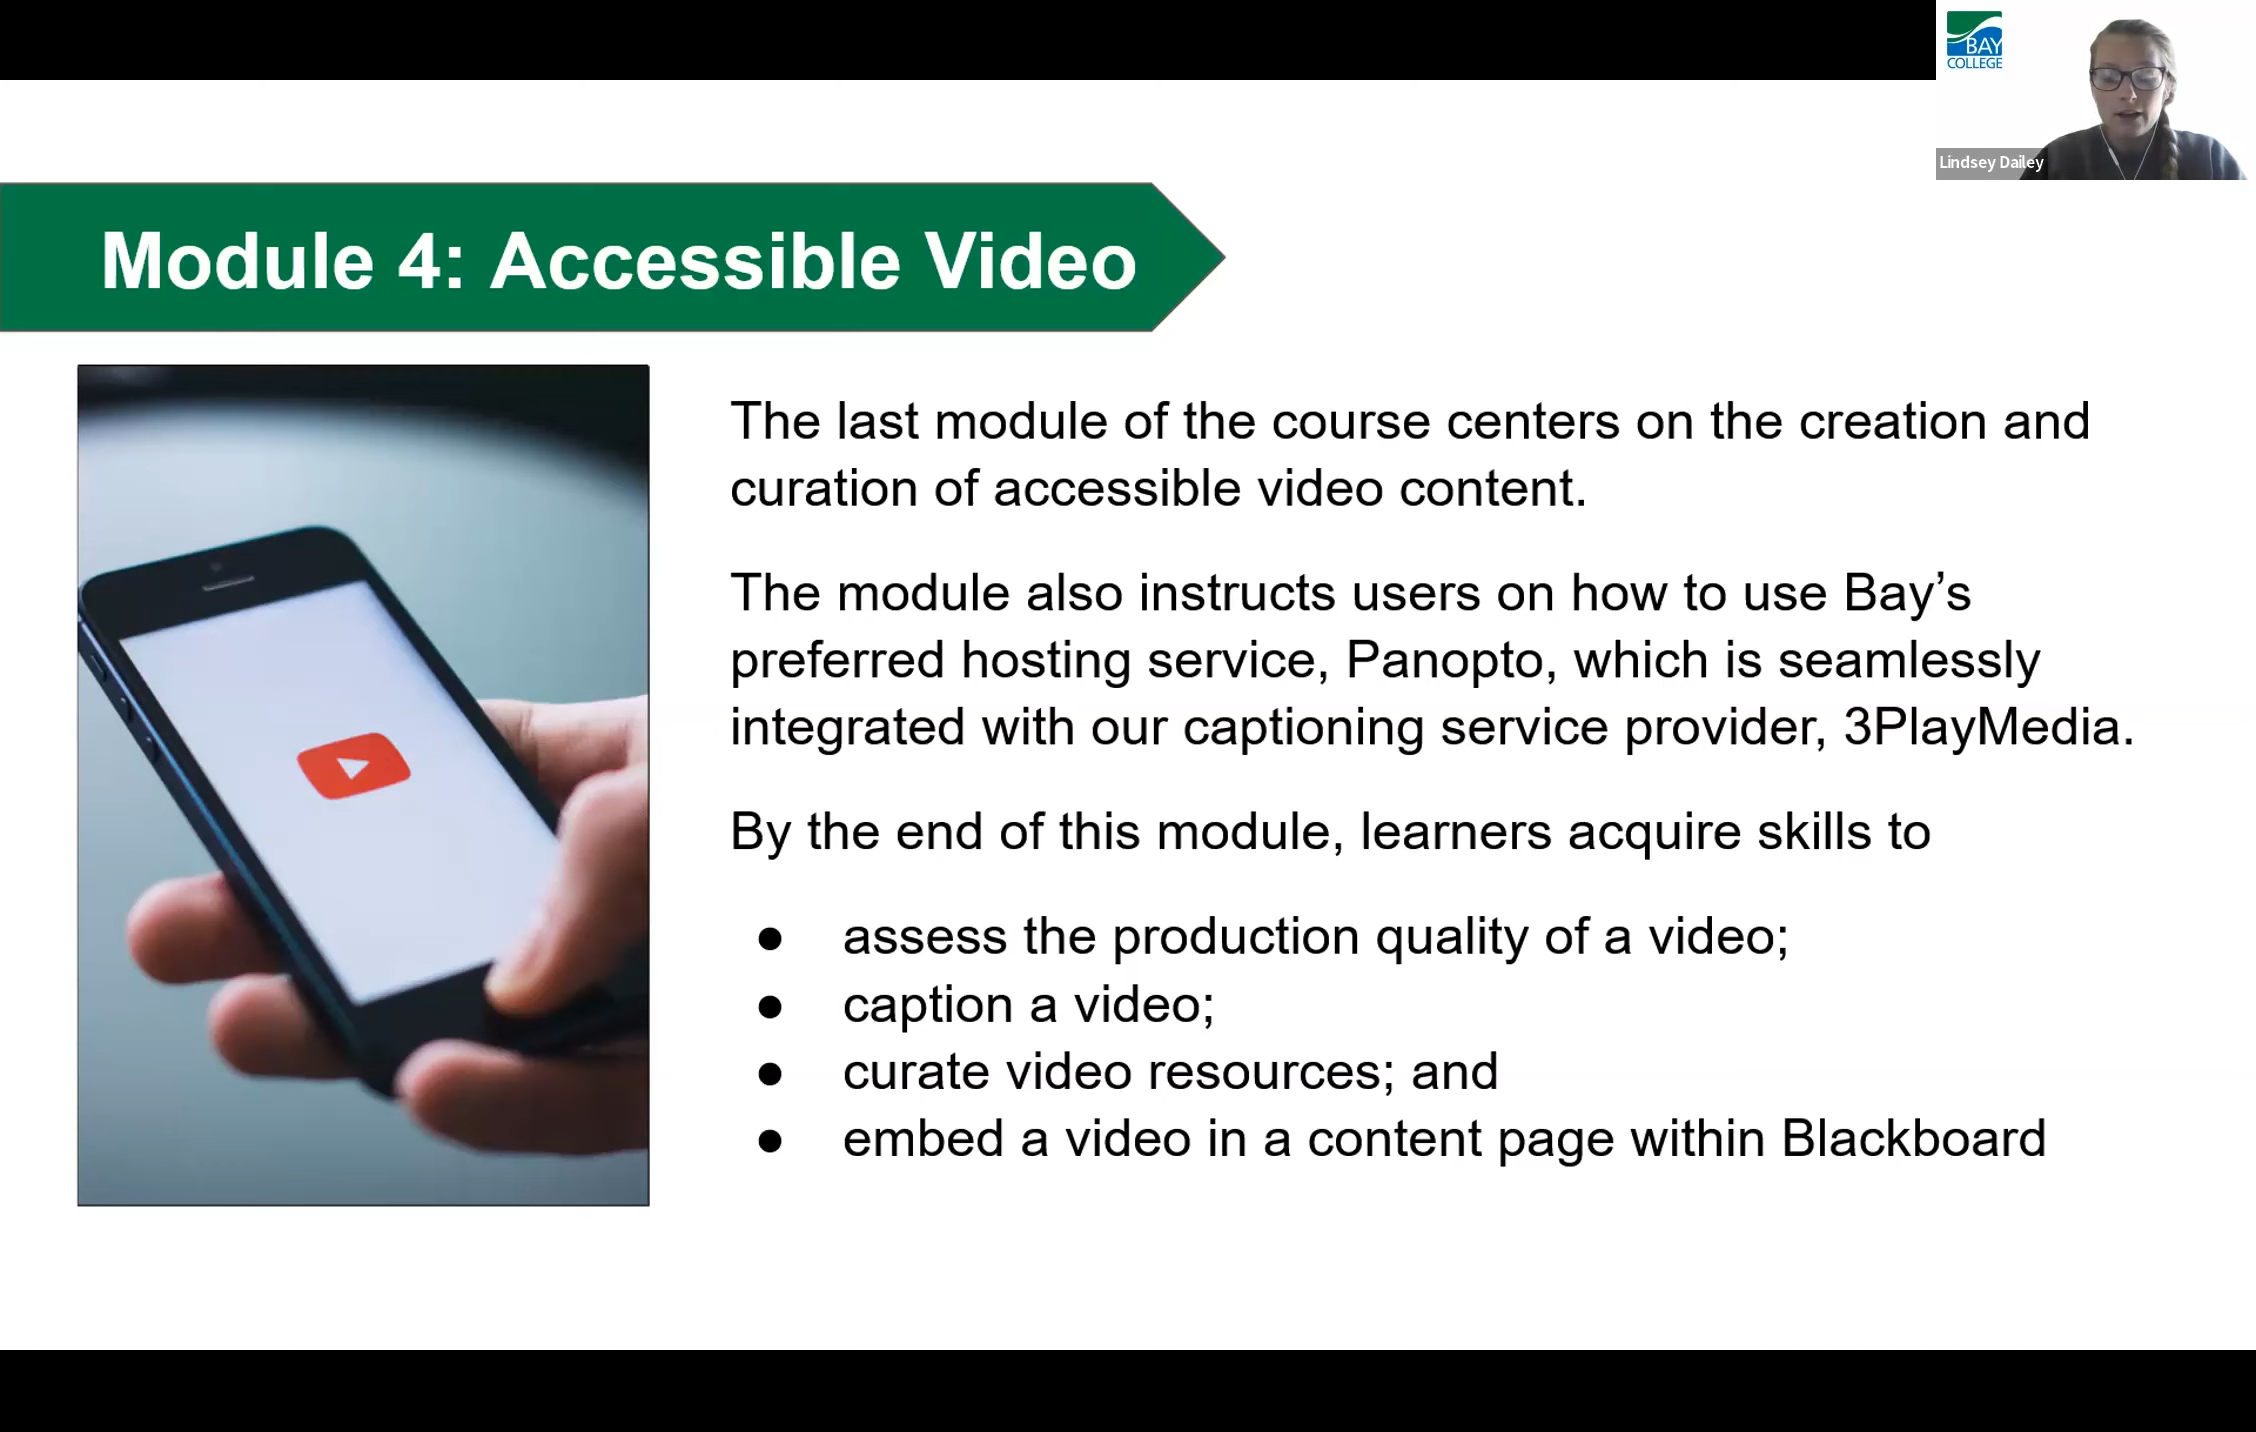 BAY
COLLEGE
Lindsey Dailey
Module 4: Accessible Video
The last module of the course centers on the creation and
curation of accessible video content.
The module also instructs users on how to use Bay’s
preferred hosting service, Panopto, which is seamlessly
integrated with our captioning service provider, 3PlayMedia.
By the end of this module, learners acquire skills to
● assess the production quality of a video;
● caption a video;
● curate video resources; and
● embed a video in a content page within Blackboard